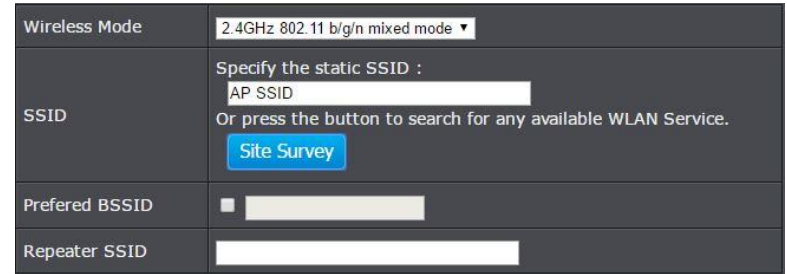 Wireless Mode
2.4GHz 802.11 b/g/n mixed mode
Specify the static SSID :
AP SSID
SSID
Or press the button to search for any available WLAN Service.
Site Survey
Prefered BSSID
Repeater SSID